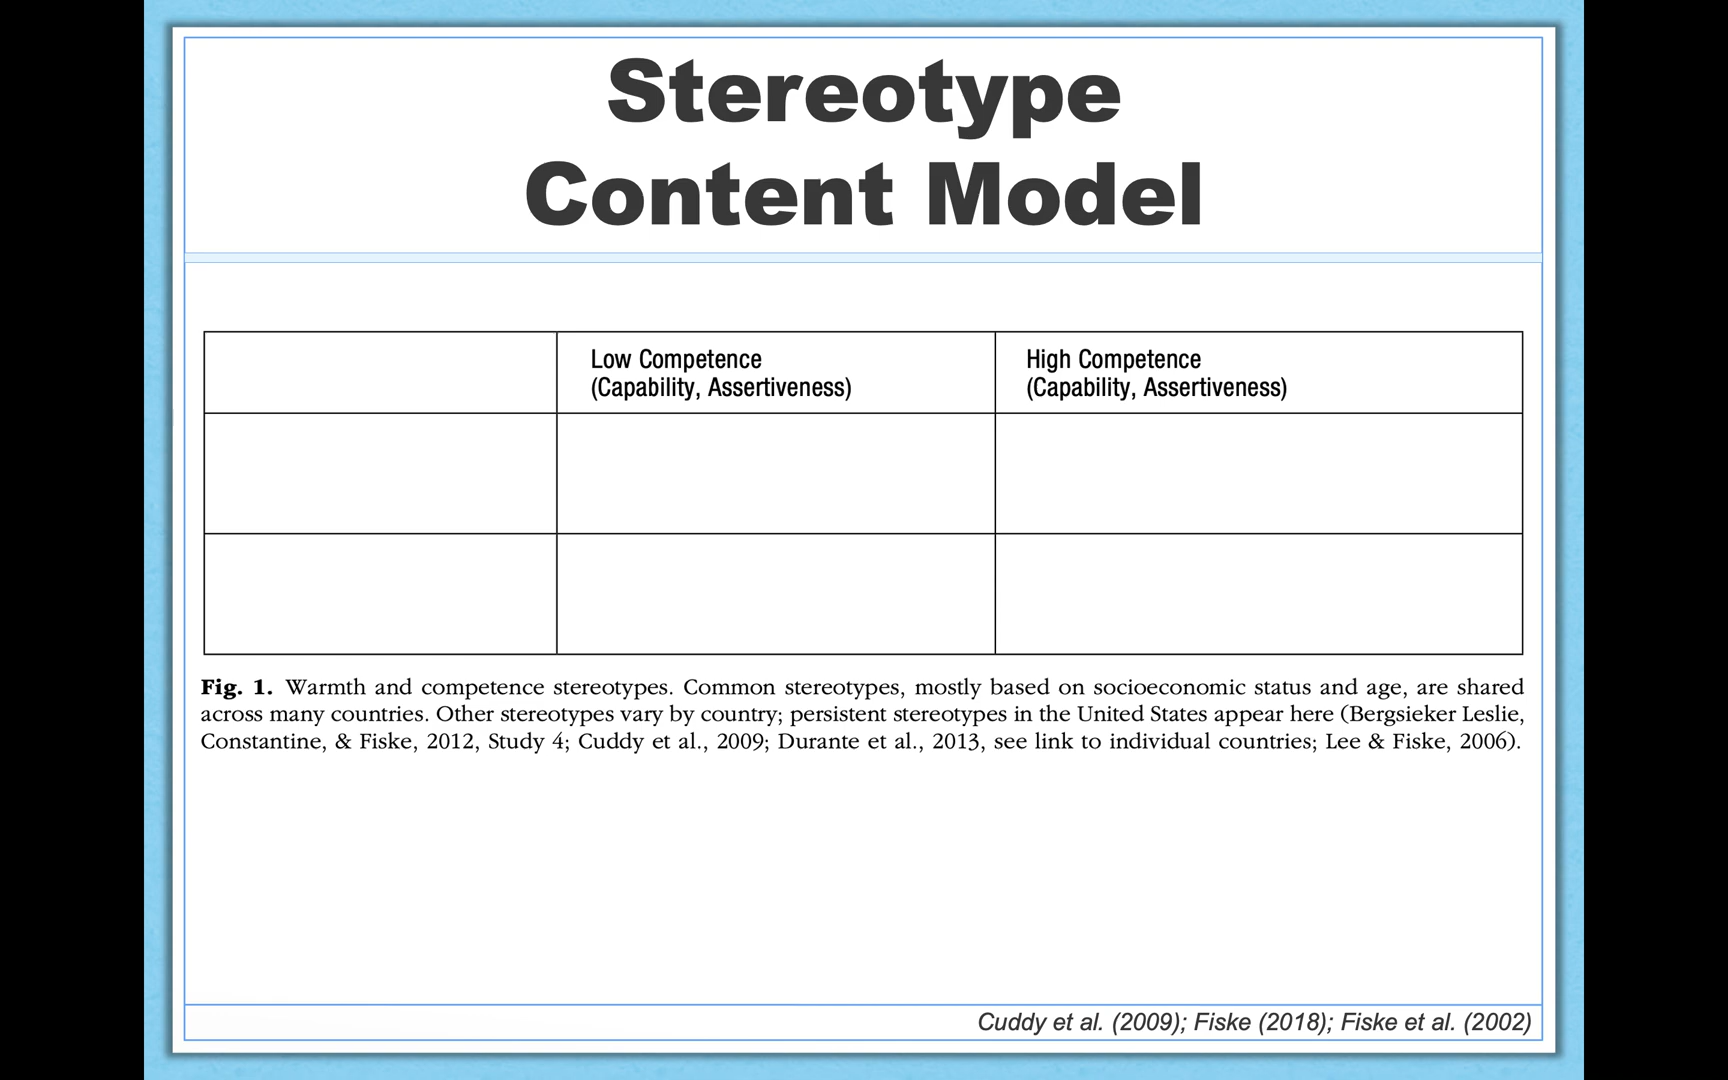 Stereotype
Content Model
Low Competence
(Capability, Assertiveness)
High Competence
(Capability, Assertiveness)
Fig. 1. Warmth and competence stereotypes. Common stereotypes, mostly based on socioeconomic status and age, are shared
across many countries. Other stereotypes vary by country; persistent stereotypes in the United States appear here (Bergsieker Leslie,
Constantine, & Fiske, 2012, Study 4; Cuddy et al., 2009; Durante et al., 2013, see link to individual countries; Lee & Fiske, 2006).
Cuddy et al. (2009); Fiske (2018); Fiske et al. (2002)